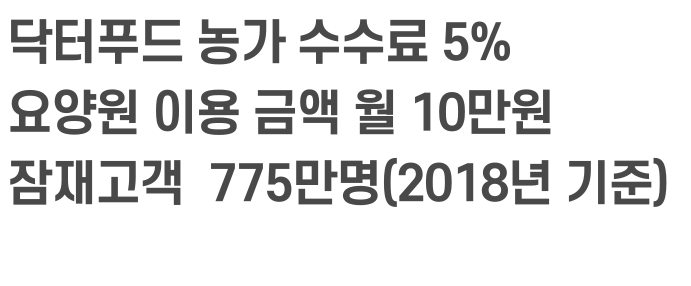 닥터푸드 농가 수수료 5%
요양원 이용 금액 월 10만원
잠재고객 775만명(2018년 기준)